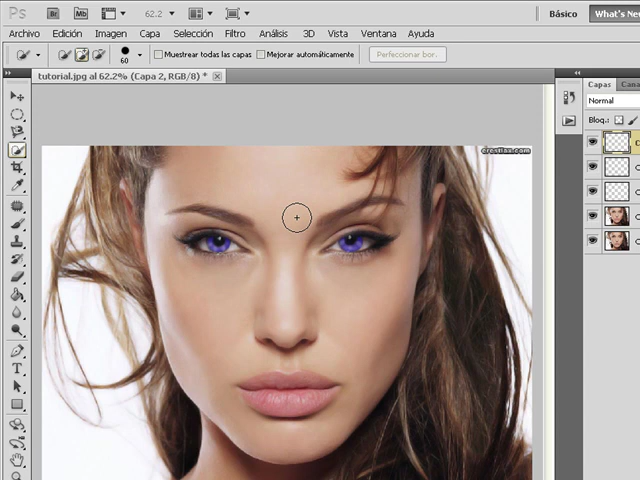 Ps Br Mb 62.2 Básico What's New
Archivo Edición Imagen Capa Selección Filtro Análisis 3D Vista Ventana Ayuda
60 Muestrear todas las capas Mejorar automáticamente Perfeccionar bor.
tutorial.jpg al 62.2% (Capa 2, RGB/8) *
Capas Cana
Normal
Bloq.:
crestiax.com